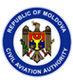 REPUBLIC OF MOLDOVA
CIVIL AVIATION AUTHORITY